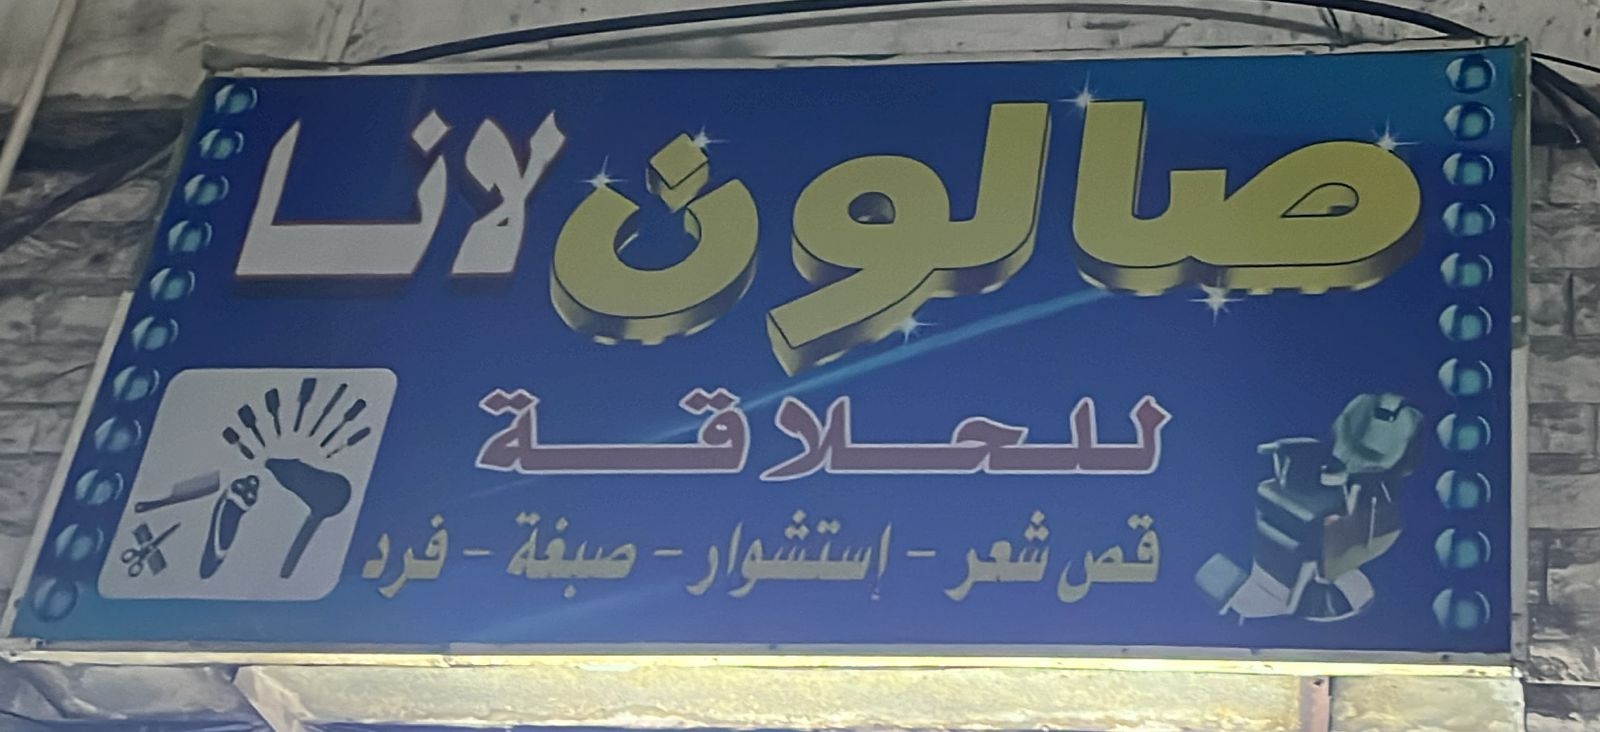 صالون لانا
للحلاقة
قص شعر - إستشوار - صبغة - فرد